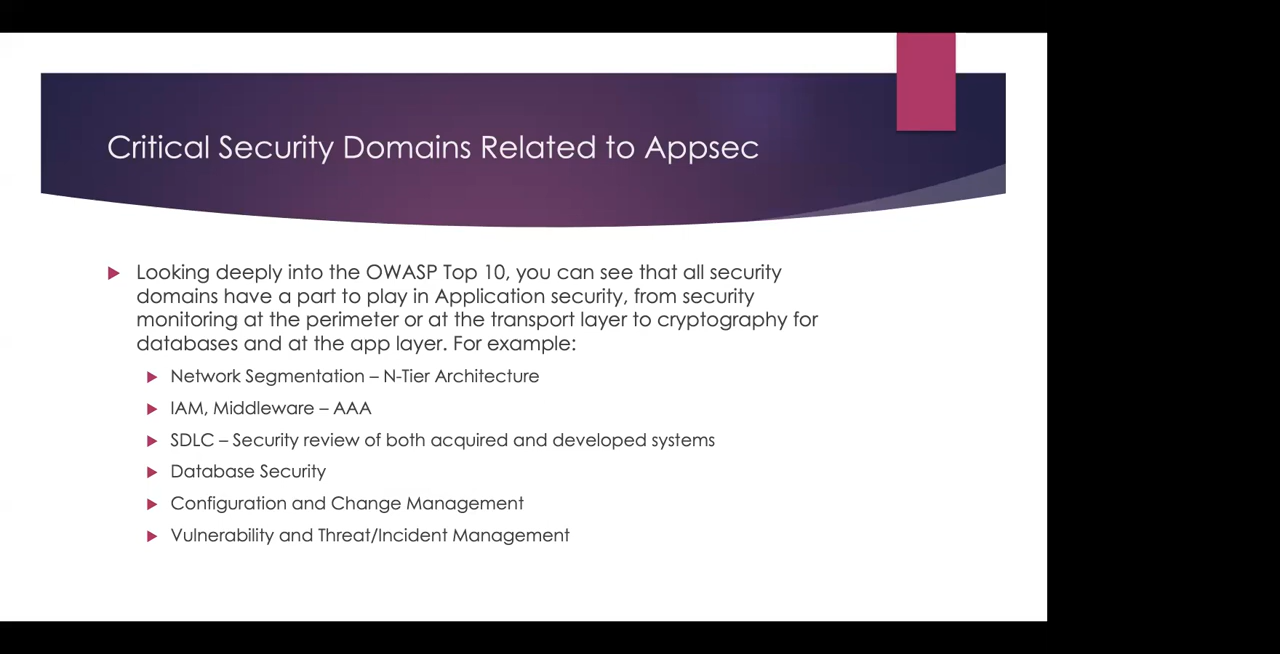 Critical Security Domains Related to Appsec
Looking deeply into the OWASP Top 10, you can see that all security
domains have a part to play in Application security, from security
monitoring at the perimeter or at the transport layer to cryptography for
databases and at the app layer. For example:
Network Segmentation – N-Tier Architecture
IAM, Middleware – AAA
SDLC – Security review of both acquired and developed systems
Database Security
Configuration and Change Management
Vulnerability and Threat/Incident Management